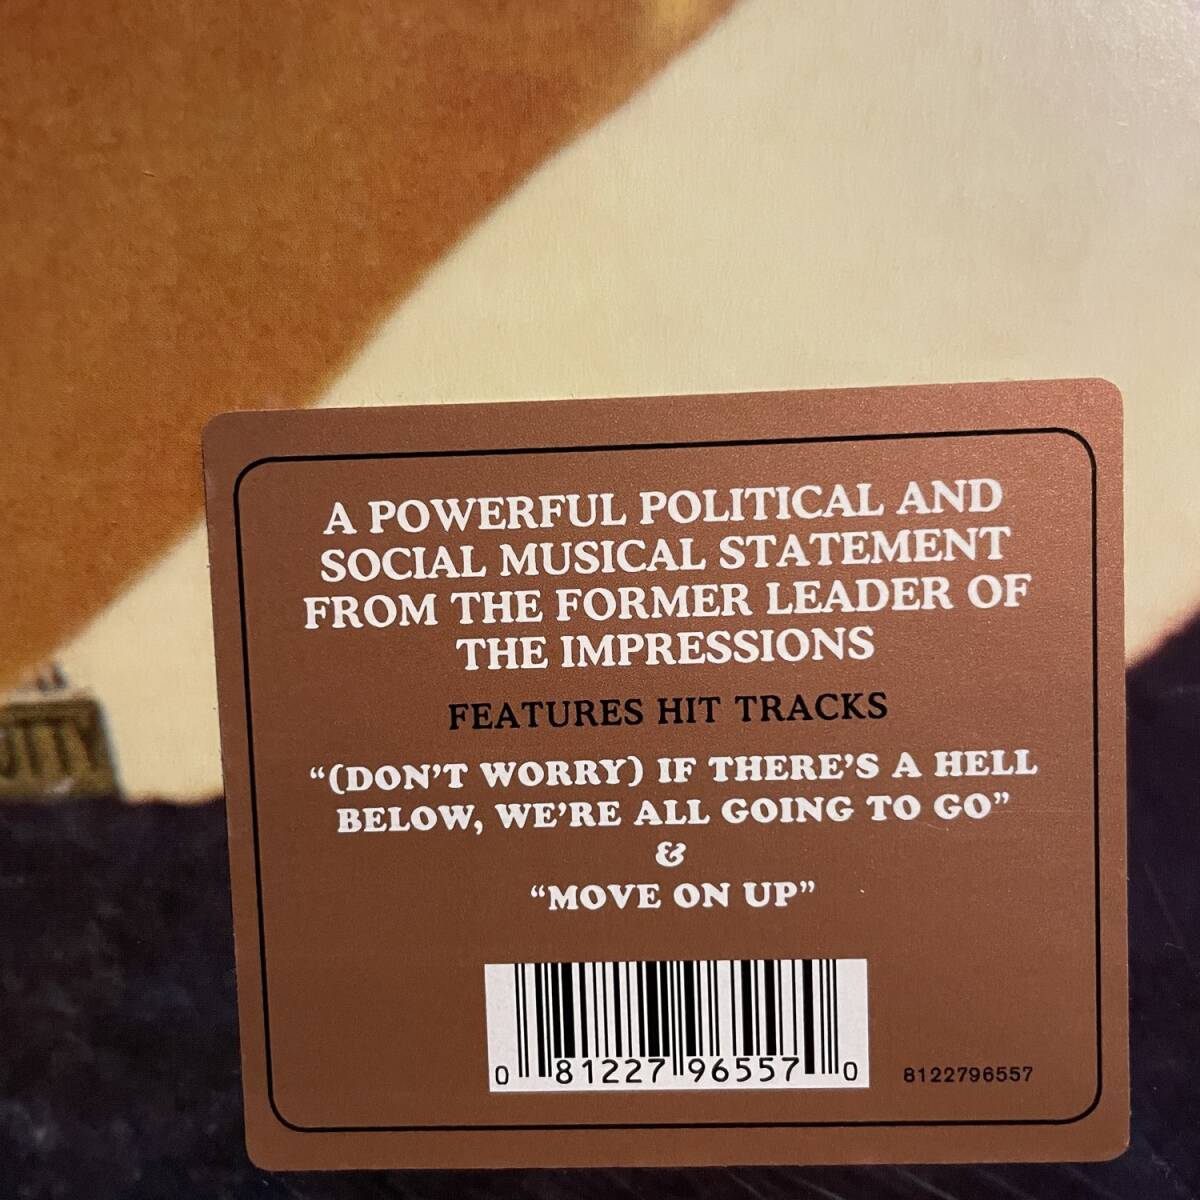 A POWERFUL POLITICAL AND
SOCIAL MUSICAL STATEMENT
FROM THE FORMER LEADER OF
THE IMPRESSIONS
FEATURES HIT TRACKS
“(DON’T WORRY) IF THERE’S A HELL
BELOW, WE’RE ALL GOING TO GO”
&
“MOVE ON UP”
0 81227 96557 0
8122796557